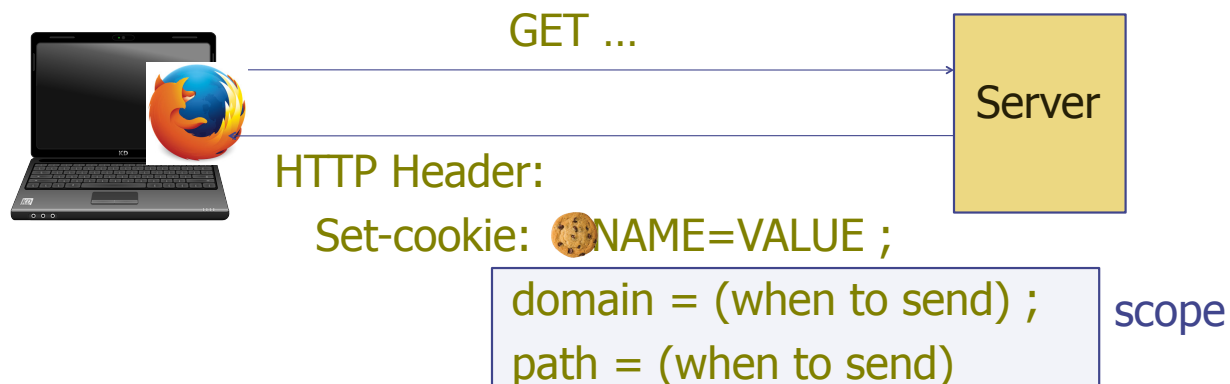 GET ...
Server
HTTP Header:
Set-cookie: NAME=VALUE ;
domain = (when to send) ;
scope
path = (when to send)